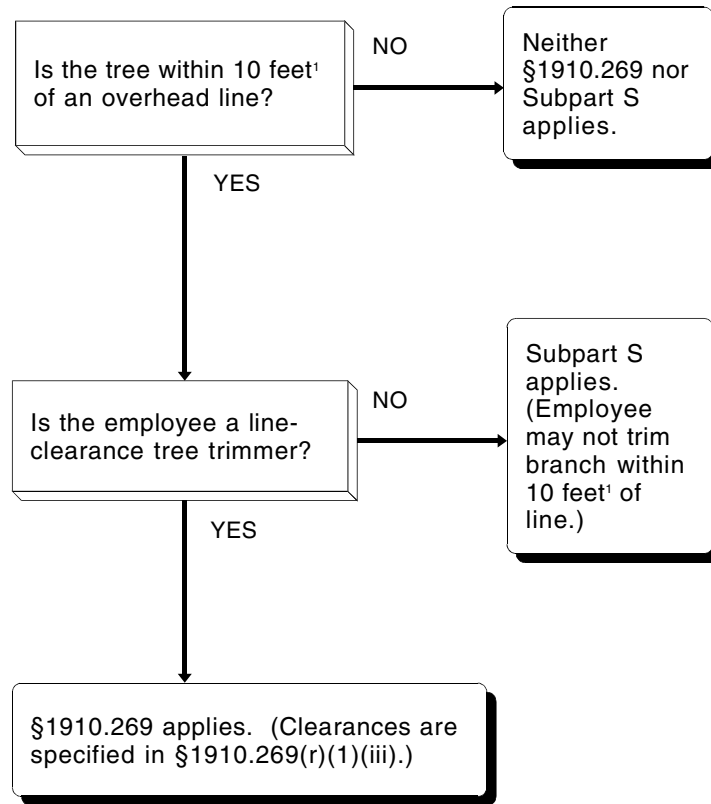 Is the tree within 10 feet¹
of an overhead line?
NO
Neither
§1910.269 nor
Subpart S
applies.
YES
Is the employee a line-
clearance tree trimmer?
NO
Subpart S
applies.
(Employee
may not trim
branch within
10 feet¹ of
line.)
YES
§1910.269 applies. (Clearances are
specified in §1910.269(r)(1)(iii).)